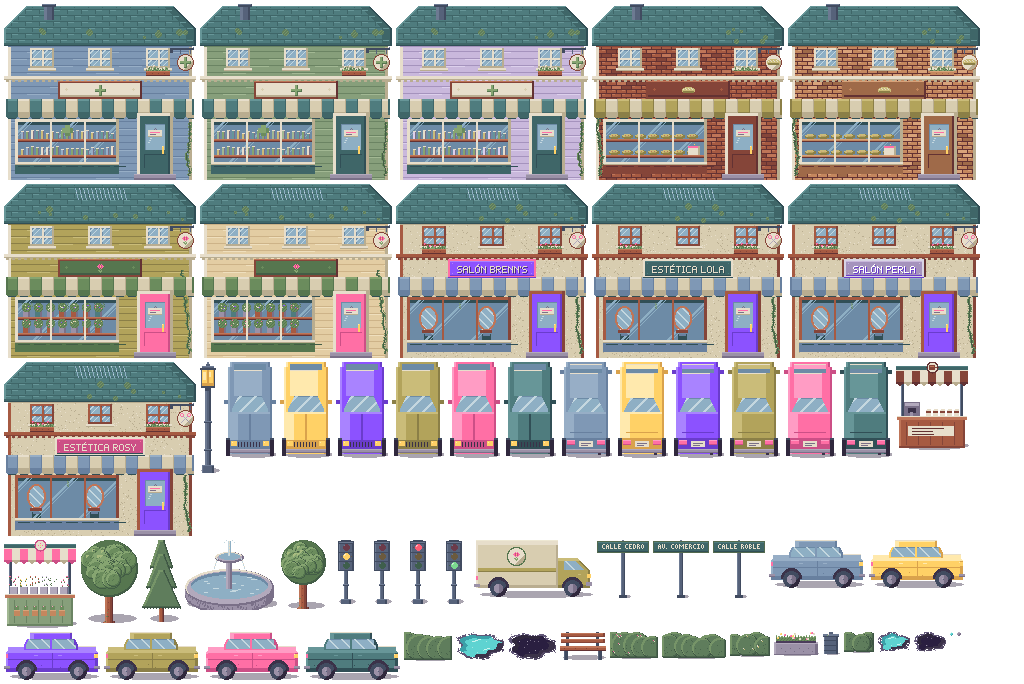 SALÓN BRENN'S
ESTÉTICA LOLA
SALÓN PERLA
ESTÉTICA ROSY
CALLE CEDRO
AV. COMERCIO
CALLE ROBLE